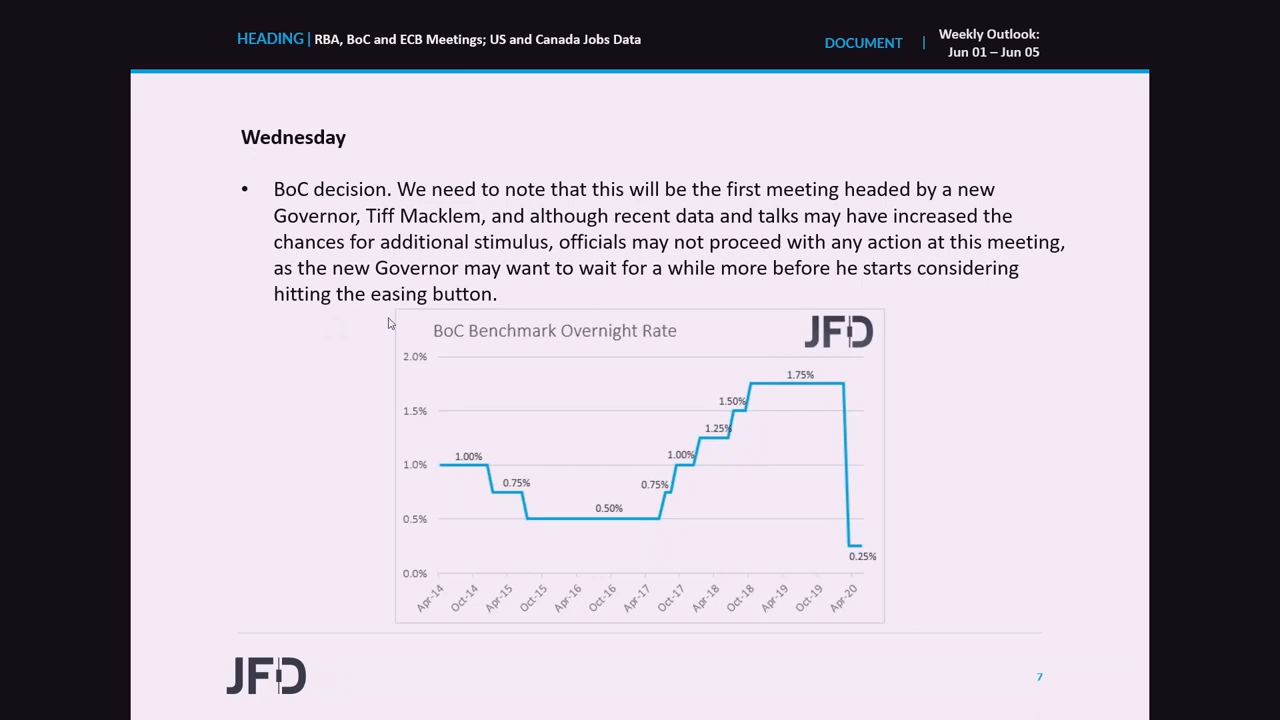 HEADING | RBA, BoC and ECB Meetings; US and Canada Jobs Data
DOCUMENT | Weekly Outlook:
Jun 01 – Jun 05
Wednesday
• BoC decision. We need to note that this will be the first meeting headed by a new
Governor, Tiff Macklem, and although recent data and talks may have increased the
chances for additional stimulus, officials may not proceed with any action at this meeting,
as the new Governor may want to wait for a while more before he starts considering
hitting the easing button.
BoC Benchmark Overnight Rate
JFD
2.0%
1.75%
1.5%
1.50%
1.25%
1.0%
1.00%
1.00%
0.75%
0.75%
0.5%
0.50%
0.25%
0.0%
Apr-14 Oct-14 Apr-15 Oct-15 Apr-16 Oct-16 Apr-17 Oct-17 Apr-18 Oct-18 Apr-19 Oct-19 Apr-20
JFD
7